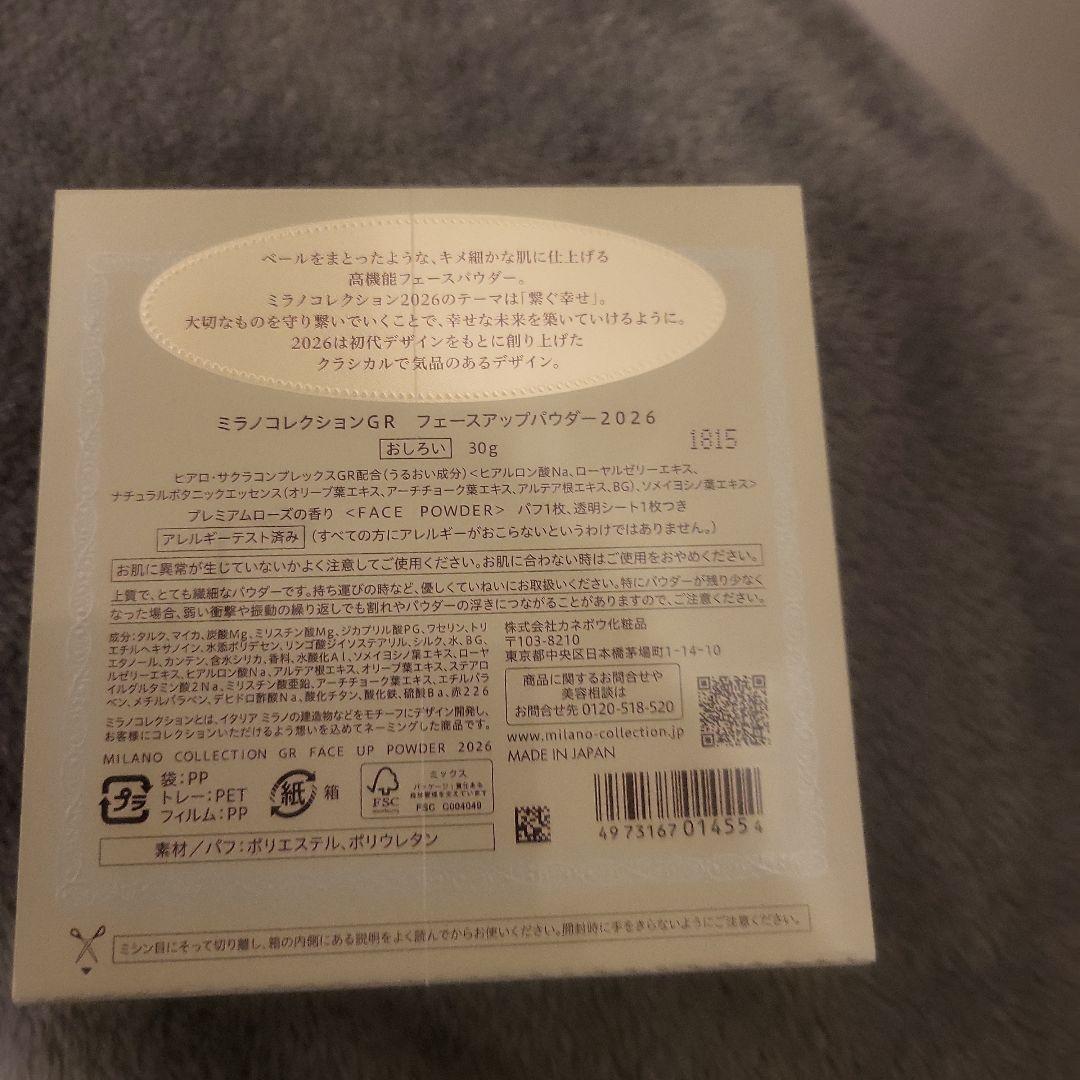 ベールをまとったような、キメ細かな肌に仕上げる
高機能フェースパウダー。
ミラノコレクション2026のテーマは「繋ぐ幸せ」。
大切なものを守り繋いでいくことで、幸せな未来を築いていけるように。
2026は初代デザインをもとに創り上げた
クラシカルで気品のあるデザイン。
ミラノコレクションGR フェースアップパウダー2026
おしろい 30g
1815
ヒアロ・サクラコンプレックスGR配合(うるおい成分)<ヒアルロン酸Na、ローヤルゼリーエキス、
ナチュラルボタニックエッセンス(オリーブ葉エキス、アーチチョーク葉エキス、アルテア根エキス、BG)、ソメイヨシノ葉エキス>
プレミアムローズの香り <FACE POWDER> パフ1枚、透明シート1枚つき
アレルギーテスト済み (すべての方にアレルギーがおこらないというわけではありません。)
お肌に異常が生じていないかよく注意してご使用ください。お肌に合わない時はご使用をおやめください。
上質で、とても繊細なパウダーです。持ち運びの時など、優しくていねいにお取扱いください。特にパウダーが残り少なく
なった場合、弱い衝撃や振動の繰り返しでも割れやパウダーの浮きにつながることがありますので、ご注意ください。
成分:タルク、マイカ、炭酸Mg、ミリスチン酸Mg、ジカプリル酸PG、ワセリン、トリ
エチルヘキサノイン、水添ポリデセン、リンゴ酸ジイソステアリル、シルク、水、BG、
エタノール、カンテン、含水シリカ、香料、水酸化Al、ソメイヨシノ葉エキス、ローヤ
ルゼリーエキス、ヒアルロン酸Na、アルテア根エキス、オリーブ葉エキス、ステアロ
イルグルタミン酸2Na、ミリスチン酸亜鉛、アーチチョーク葉エキス、エチルパラ
ベン、メチルパラベン、デヒドロ酢酸Na、酸化チタン、酸化鉄、硫酸Ba、赤226
ミラノコレクションとは、イタリア ミラノの建造物などをモチーフにデザイン開発し、
お客様にコレクションいただけるよう想いを込めてネーミングした商品です。
MILANO COLLECTION GR FACE UP POWDER 2026
株式会社カネボウ化粧品
〒103-8210
東京都中央区日本橋茅場町1-14-10
商品に関するお問合せや
美容相談は
お問合せ先 0120-518-520
www.milano-collection.jp
MADE IN JAPAN
プラ
袋:PP
トレー:PET
フィルム:PP
紙 箱
FSC
ミックス
パッケージ|責任ある
森林管理を支えています
FSC C004049
4973167014554
素材/パフ:ポリエステル、ポリウレタン
ミシン目にそって切り離し、箱の内側にある説明をよく読んでからお使いください。開封時に手をきらないようにご注意ください。